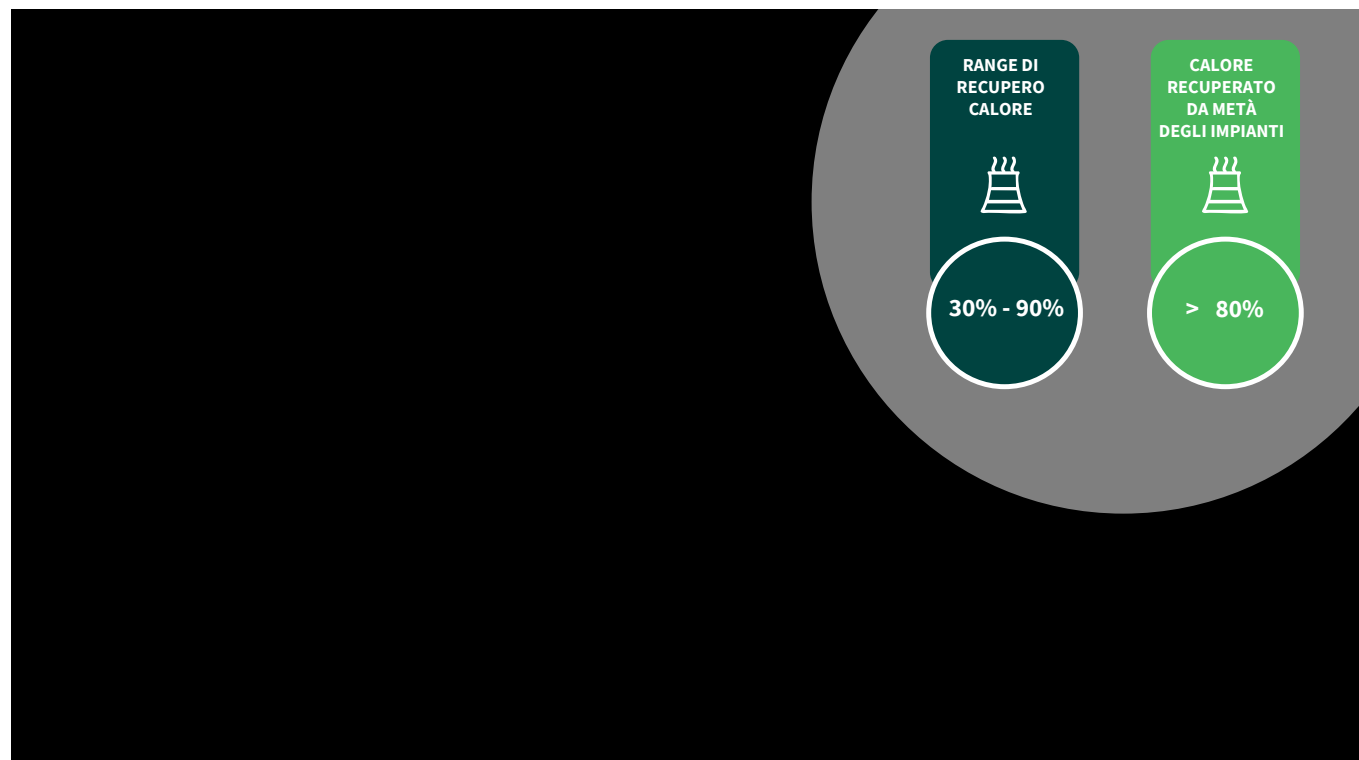 RANGE DI
RECUPERO
CALORE
30% - 90%
CALORE
RECUPERATO
DA METÀ
DEGLI IMPIANTI
> 80%